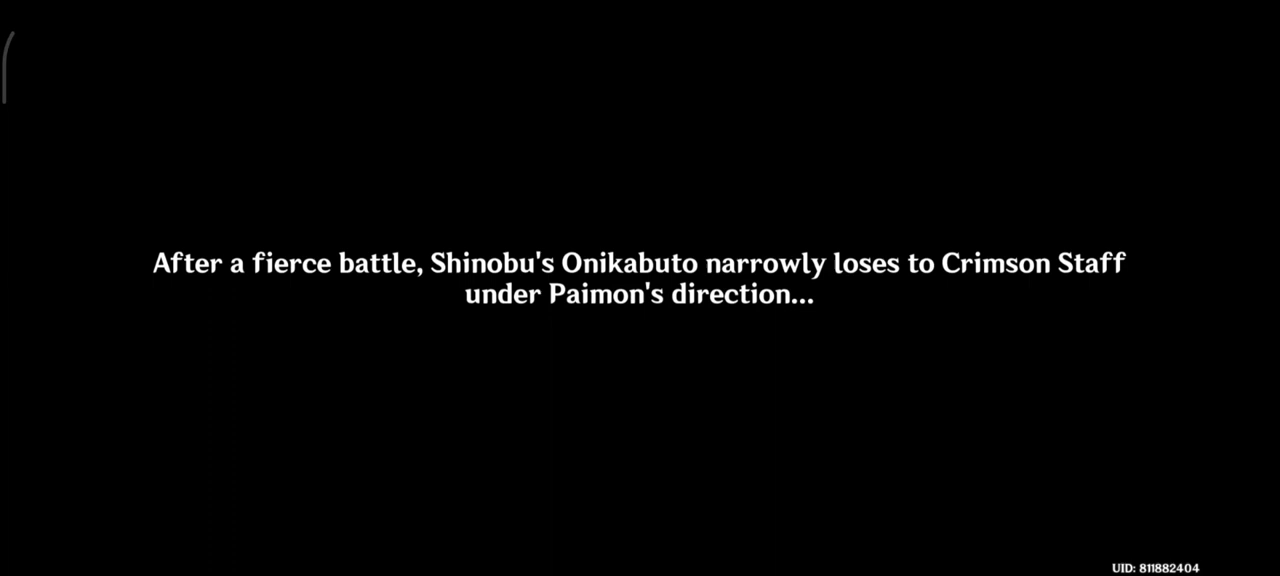 After a fierce battle, Shinobu's Onikabuto narrowly loses to Crimson Staff
under Paimon's direction...
UID: 811882404